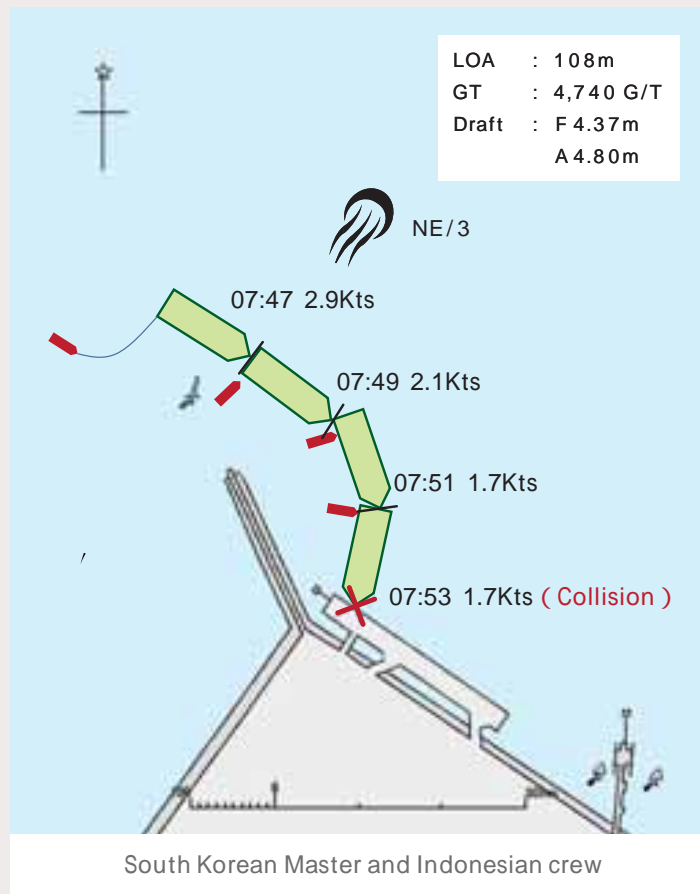 LOA : 108m
GT : 4,740 G/T
Draft : F 4.37m
A 4.80m
NE/3
07:47 2.9Kts
07:49 2.1Kts
07:51 1.7Kts
07:53 1.7Kts ( Collision )
South Korean Master and Indonesian crew